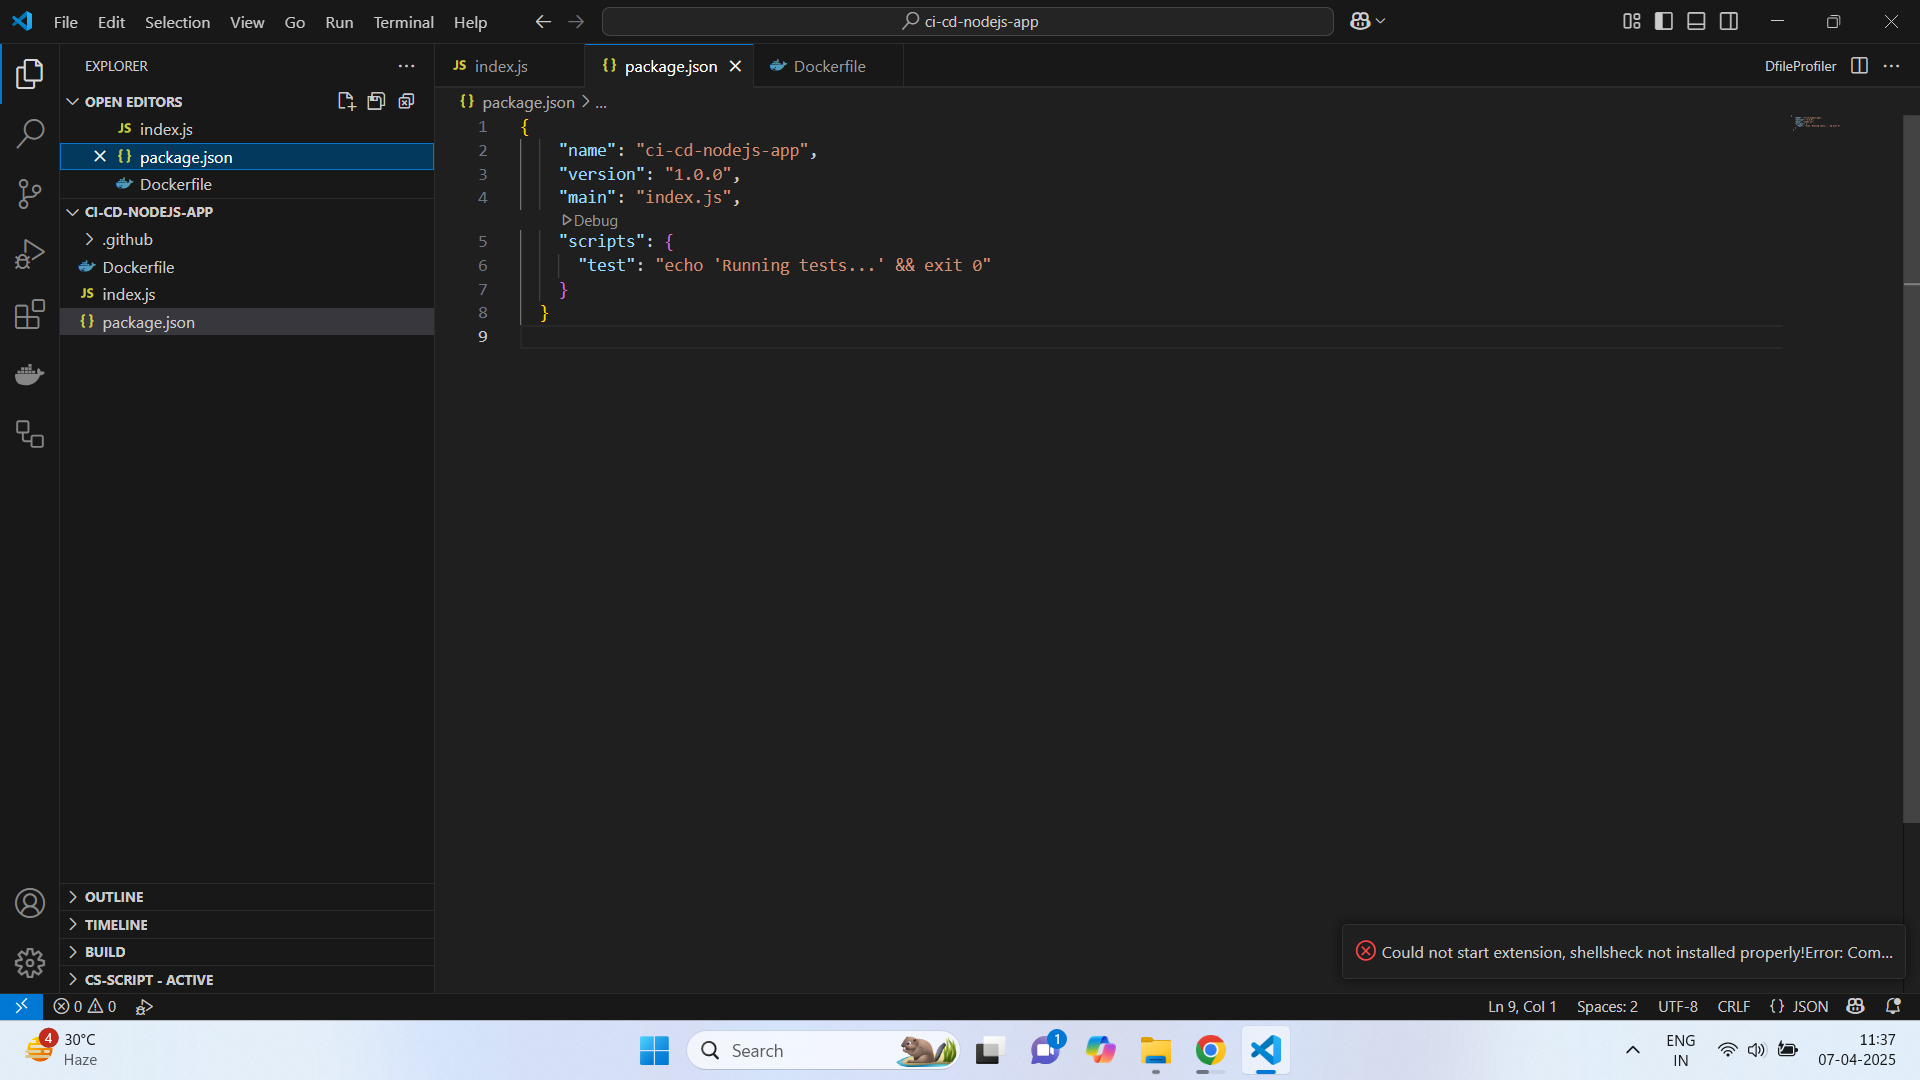 File Edit Selection View Go Run Terminal Help
ci-cd-nodejs-app
EXPLORER
OPEN EDITORS
JS index.js
{} package.json
Dockerfile
CI-CD-NODEJS-APP
.github
Dockerfile
JS index.js
{} package.json
OUTLINE
TIMELINE
BUILD
CS-SCRIPT - ACTIVE
JS index.js
{} package.json
Dockerfile
DfileProfiler
{} package.json > ...
1 {
2 "name": "ci-cd-nodejs-app",
3 "version": "1.0.0",
4 "main": "index.js",
Debug
5 "scripts": {
6 "test": "echo 'Running tests...' && exit 0"
7 }
8 }
9
Could not start extension, shellsheck not installed properly!Error: Com...
0 0
Ln 9, Col 1 Spaces: 2 UTF-8 CRLF {} JSON
4
30°C
Haze
Search
1
ENG
IN
11:37
07-04-2025